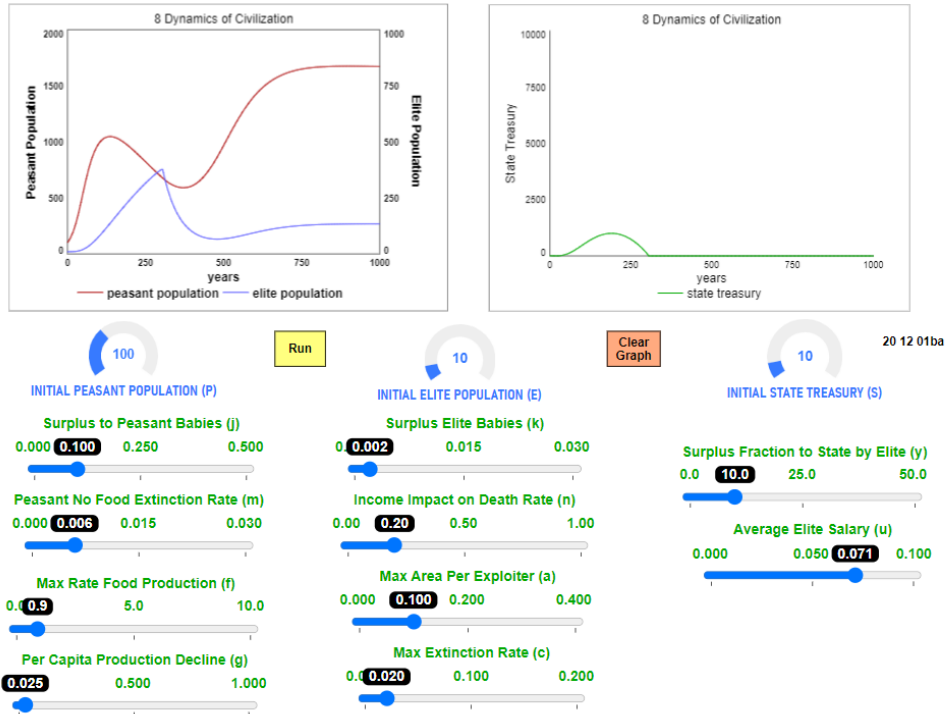 8 Dynamics of Civilization
2000
1500
1000
500
0
Peasant Population
1000
750
500
250
0
Elite Population
0 250 500 750 1000
years
peasant population elite population
8 Dynamics of Civilization
10000
7500
5000
2500
0
State Treasury
0 250 500 750 1000
years
state treasury
100
INITIAL PEASANT POPULATION (P)
Run
10
INITIAL ELITE POPULATION (E)
Clear
Graph
10
INITIAL STATE TREASURY (S)
20 12 01ba
Surplus to Peasant Babies (j)
0.000 0.100 0.250 0.500
Peasant No Food Extinction Rate (m)
0.000 0.006 0.015 0.030
Max Rate Food Production (f)
0.9 5.0 10.0
Per Capita Production Decline (g)
0.025 0.500 1.000
Surplus Elite Babies (k)
0.002 0.015 0.030
Income Impact on Death Rate (n)
0.00 0.20 0.50 1.00
Max Area Per Exploiter (a)
0.000 0.100 0.200 0.400
Max Extinction Rate (c)
0.020 0.100 0.200
Surplus Fraction to State by Elite (y)
0.0 10.0 25.0 50.0
Average Elite Salary (u)
0.000 0.050 0.071 0.100